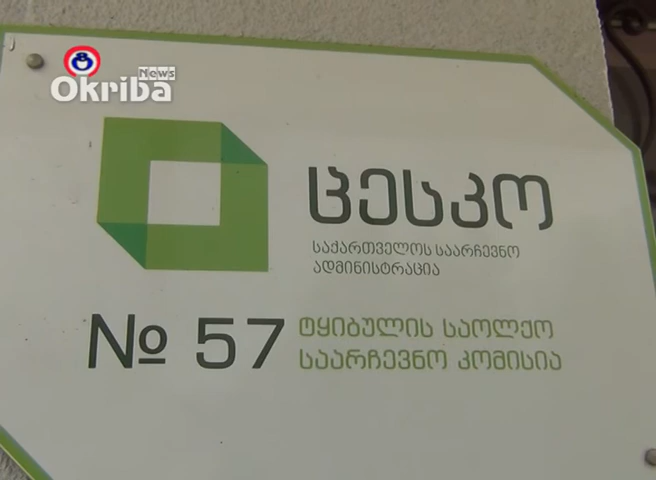 News
Okriba
ცესკო
საქართველოს საარჩევნო
ადმინისტრაცია
№ 57
ტყიბულის საოლქო
საარჩევნო კომისია